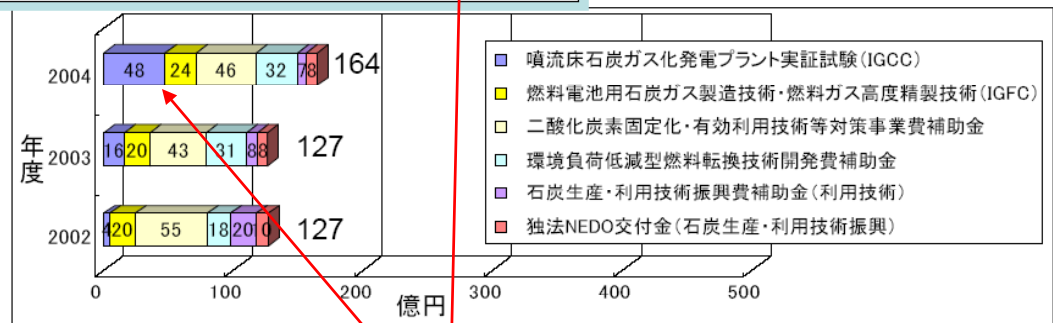 2004 48 24 46 32 7 8 164
年度
2003 16 20 43 31 8 8 127
2002 4 20 55 18 20 10 127
0 100 200 300 400 500
億円
噴流床石炭ガス化発電プラント実証試験(IGCC)
燃料電池用石炭ガス製造技術・燃料ガス高度精製技術(IGFC)
二酸化炭素固定化・有効利用技術等対策事業費補助金
環境負荷低減型燃料転換技術開発費補助金
石炭生産・利用技術振興費補助金(利用技術)
独法NEDO交付金(石炭生産・利用技術振興)